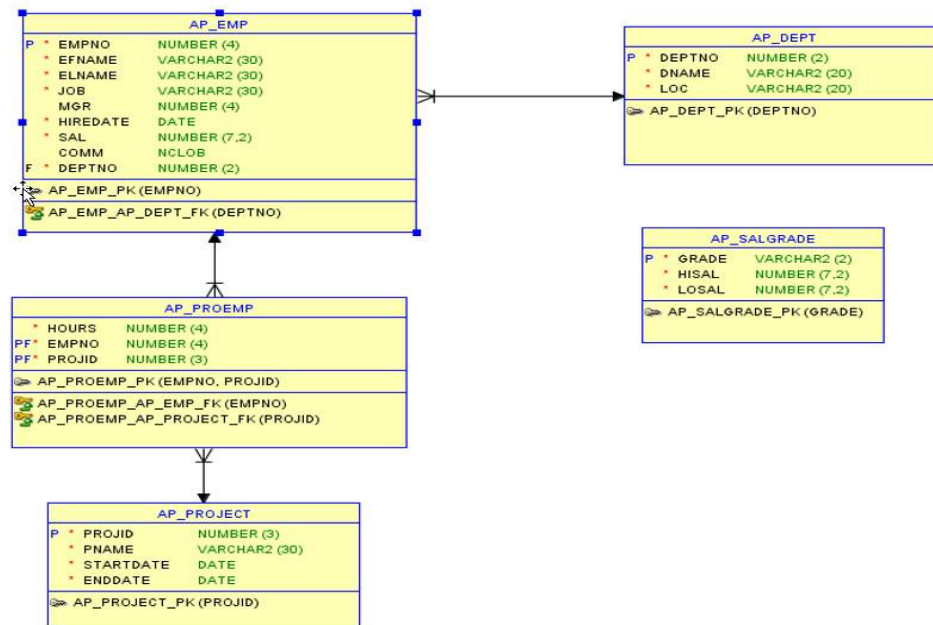 AP_EMP
P * EMPNO NUMBER (4)
* EFNAME VARCHAR2 (30)
* ELNAME VARCHAR2 (30)
* JOB VARCHAR2 (30)
MGR NUMBER (4)
* HIREDATE DATE
* SAL NUMBER (7,2)
COMM NCLOB
F * DEPTNO NUMBER (2)
AP_EMP_PK (EMPNO)
AP_EMP_AP_DEPT_FK (DEPTNO)
AP_DEPT
P * DEPTNO NUMBER (2)
* DNAME VARCHAR2 (20)
* LOC VARCHAR2 (20)
AP_DEPT_PK (DEPTNO)
AP_SALGRADE
P * GRADE VARCHAR2 (2)
* HISAL NUMBER (7,2)
* LOSAL NUMBER (7,2)
AP_SALGRADE_PK (GRADE)
AP_PROEMP
* HOURS NUMBER (4)
PF* EMPNO NUMBER (4)
PF* PROJID NUMBER (3)
AP_PROEMP_PK (EMPNO, PROJID)
AP_PROEMP_AP_EMP_FK (EMPNO)
AP_PROEMP_AP_PROJECT_FK (PROJID)
AP_PROJECT
P * PROJID NUMBER (3)
* PNAME VARCHAR2 (30)
* STARTDATE DATE
* ENDDATE DATE
AP_PROJECT_PK (PROJID)